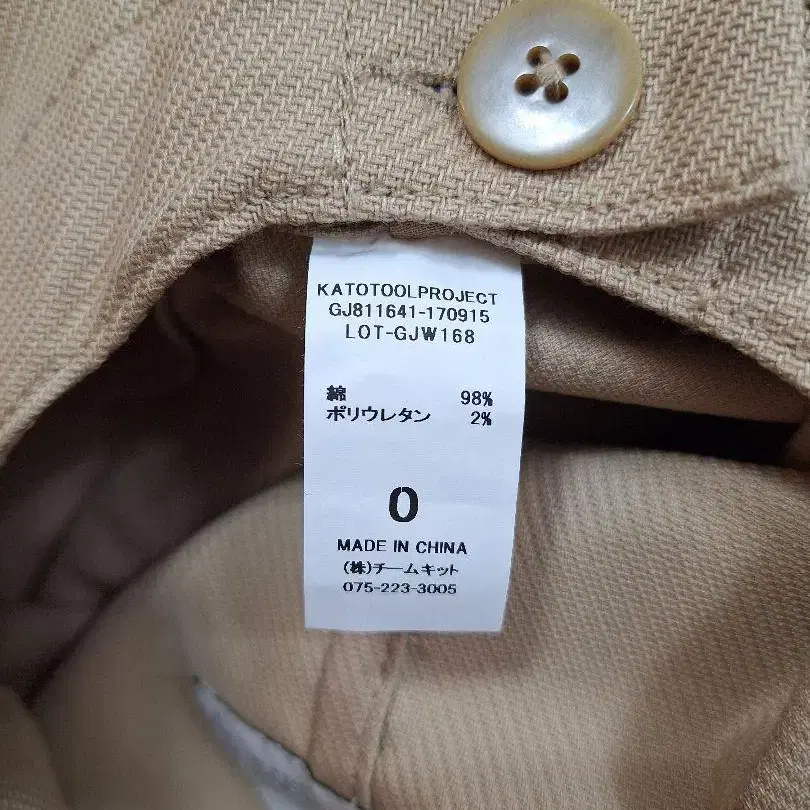 KATOTOOLPROJECT
GJ811641-170915
LOT-GJW168
綿 98%
ポリウレタン 2%
0
MADE IN CHINA
(株)チームキット
075-223-3005